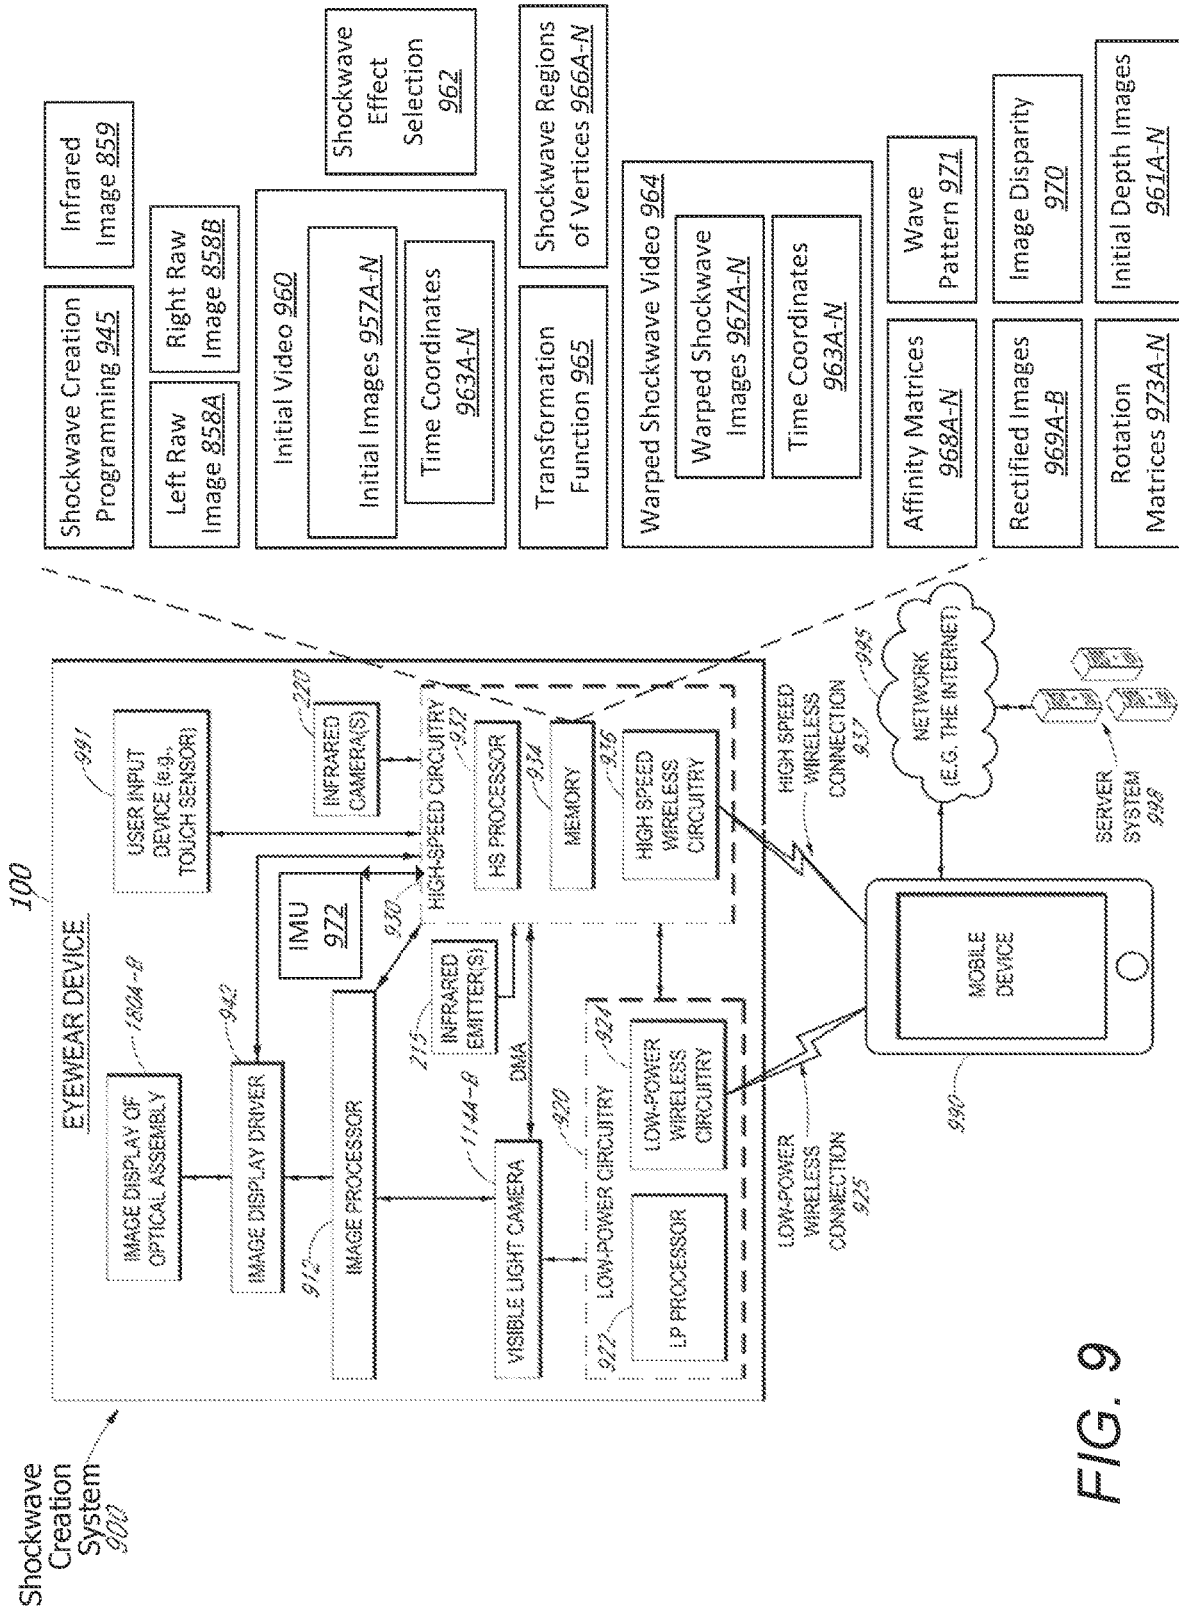 Shockwave
Creation
System
900
100
EYEWEAR DEVICE
IMAGE DISPLAY OF
OPTICAL ASSEMBLY
180A-B
USER INPUT
DEVICE (e.g.,
TOUCH SENSOR)
991
IMAGE DISPLAY DRIVER
942
IMU
972
INFRARED
CAMERA(S)
220
IMAGE PROCESSOR
912
930
HIGH-SPEED CIRCUITRY
HS PROCESSOR
932
MEMORY
934
HIGH SPEED
WIRELESS
CIRCUITRY
936
215
INFRARED
EMITTER(S)
DMA
VISIBLE LIGHT CAMERA
114A-B
LOW-POWER CIRCUITRY
920
922
LP PROCESSOR
LOW-POWER
WIRELESS
CIRCUITRY
924
LOW-POWER
WIRELESS
CONNECTION
925
HIGH SPEED
WIRELESS
CONNECTION
937
MOBILE
DEVICE
990
NETWORK
(E.G. THE INTERNET)
995
SERVER
SYSTEM
998
Shockwave Creation
Programming 945
Infrared
Image 859
Left Raw
Image 858A
Right Raw
Image 858B
Initial Video 960
Initial Images 957A-N
Time Coordinates
963A-N
Shockwave
Effect
Selection
962
Transformation
Function 965
Shockwave Regions
of Vertices 966A-N
Warped Shockwave Video 964
Warped Shockwave
Images 967A-N
Time Coordinates
963A-N
Affinity Matrices
968A-N
Wave
Pattern 971
Rectified Images
969A-B
Image Disparity
970
Rotation
Matrices 973A-N
Initial Depth Images
961A-N
FIG. 9